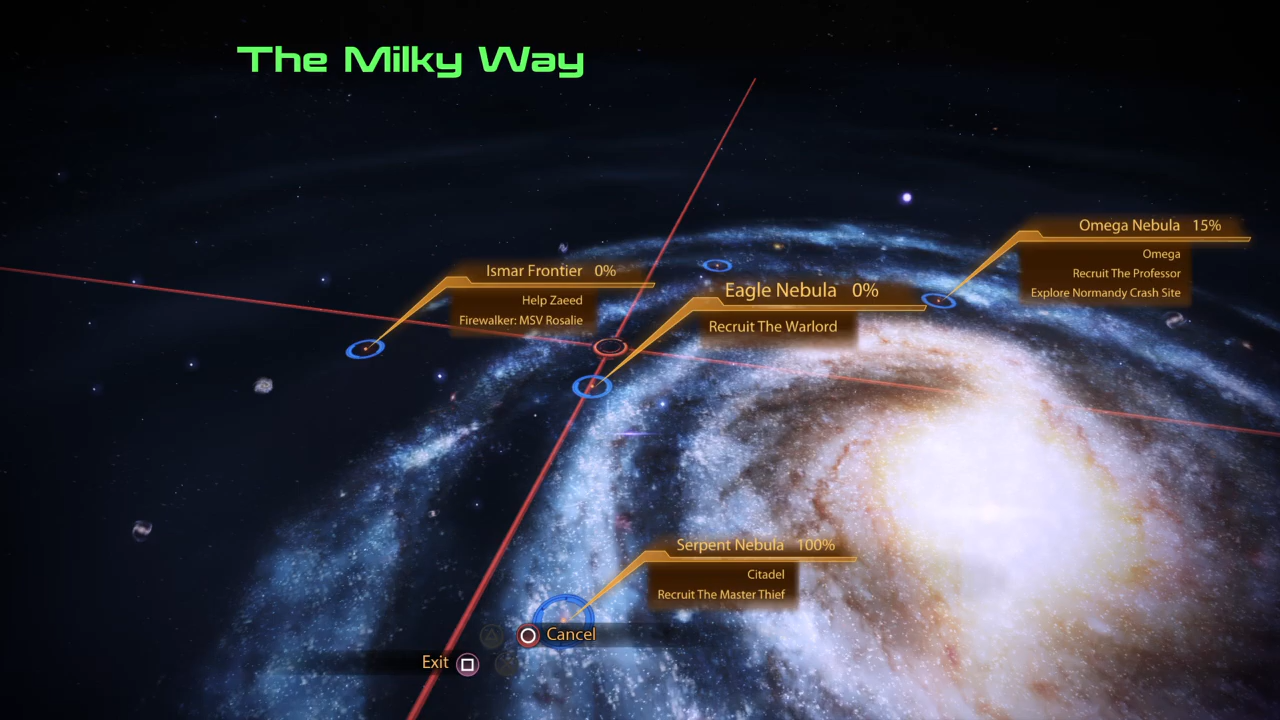 The Milky Way
Omega Nebula 15%
Omega
Recruit The Professor
Explore Normandy Crash Site
Ismar Frontier 0%
Help Zaeed
Firewalker: MSV Rosalie
Eagle Nebula 0%
Recruit The Warlord
Serpent Nebula 100%
Citadel
Recruit The Master Thief
Cancel
Exit